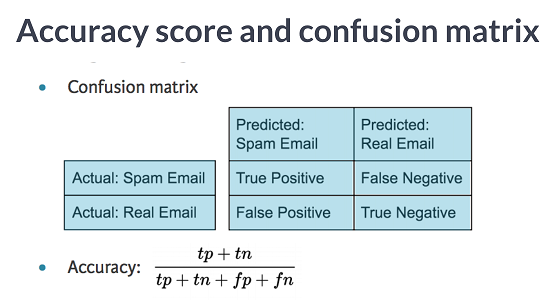 Accuracy score and confusion matrix
• Confusion matrix
Predicted: Predicted:
Spam Email Real Email
Actual: Spam Email True Positive False Negative
Actual: Real Email False Positive True Negative
• Accuracy: tp + tn
tp + tn + fp + fn